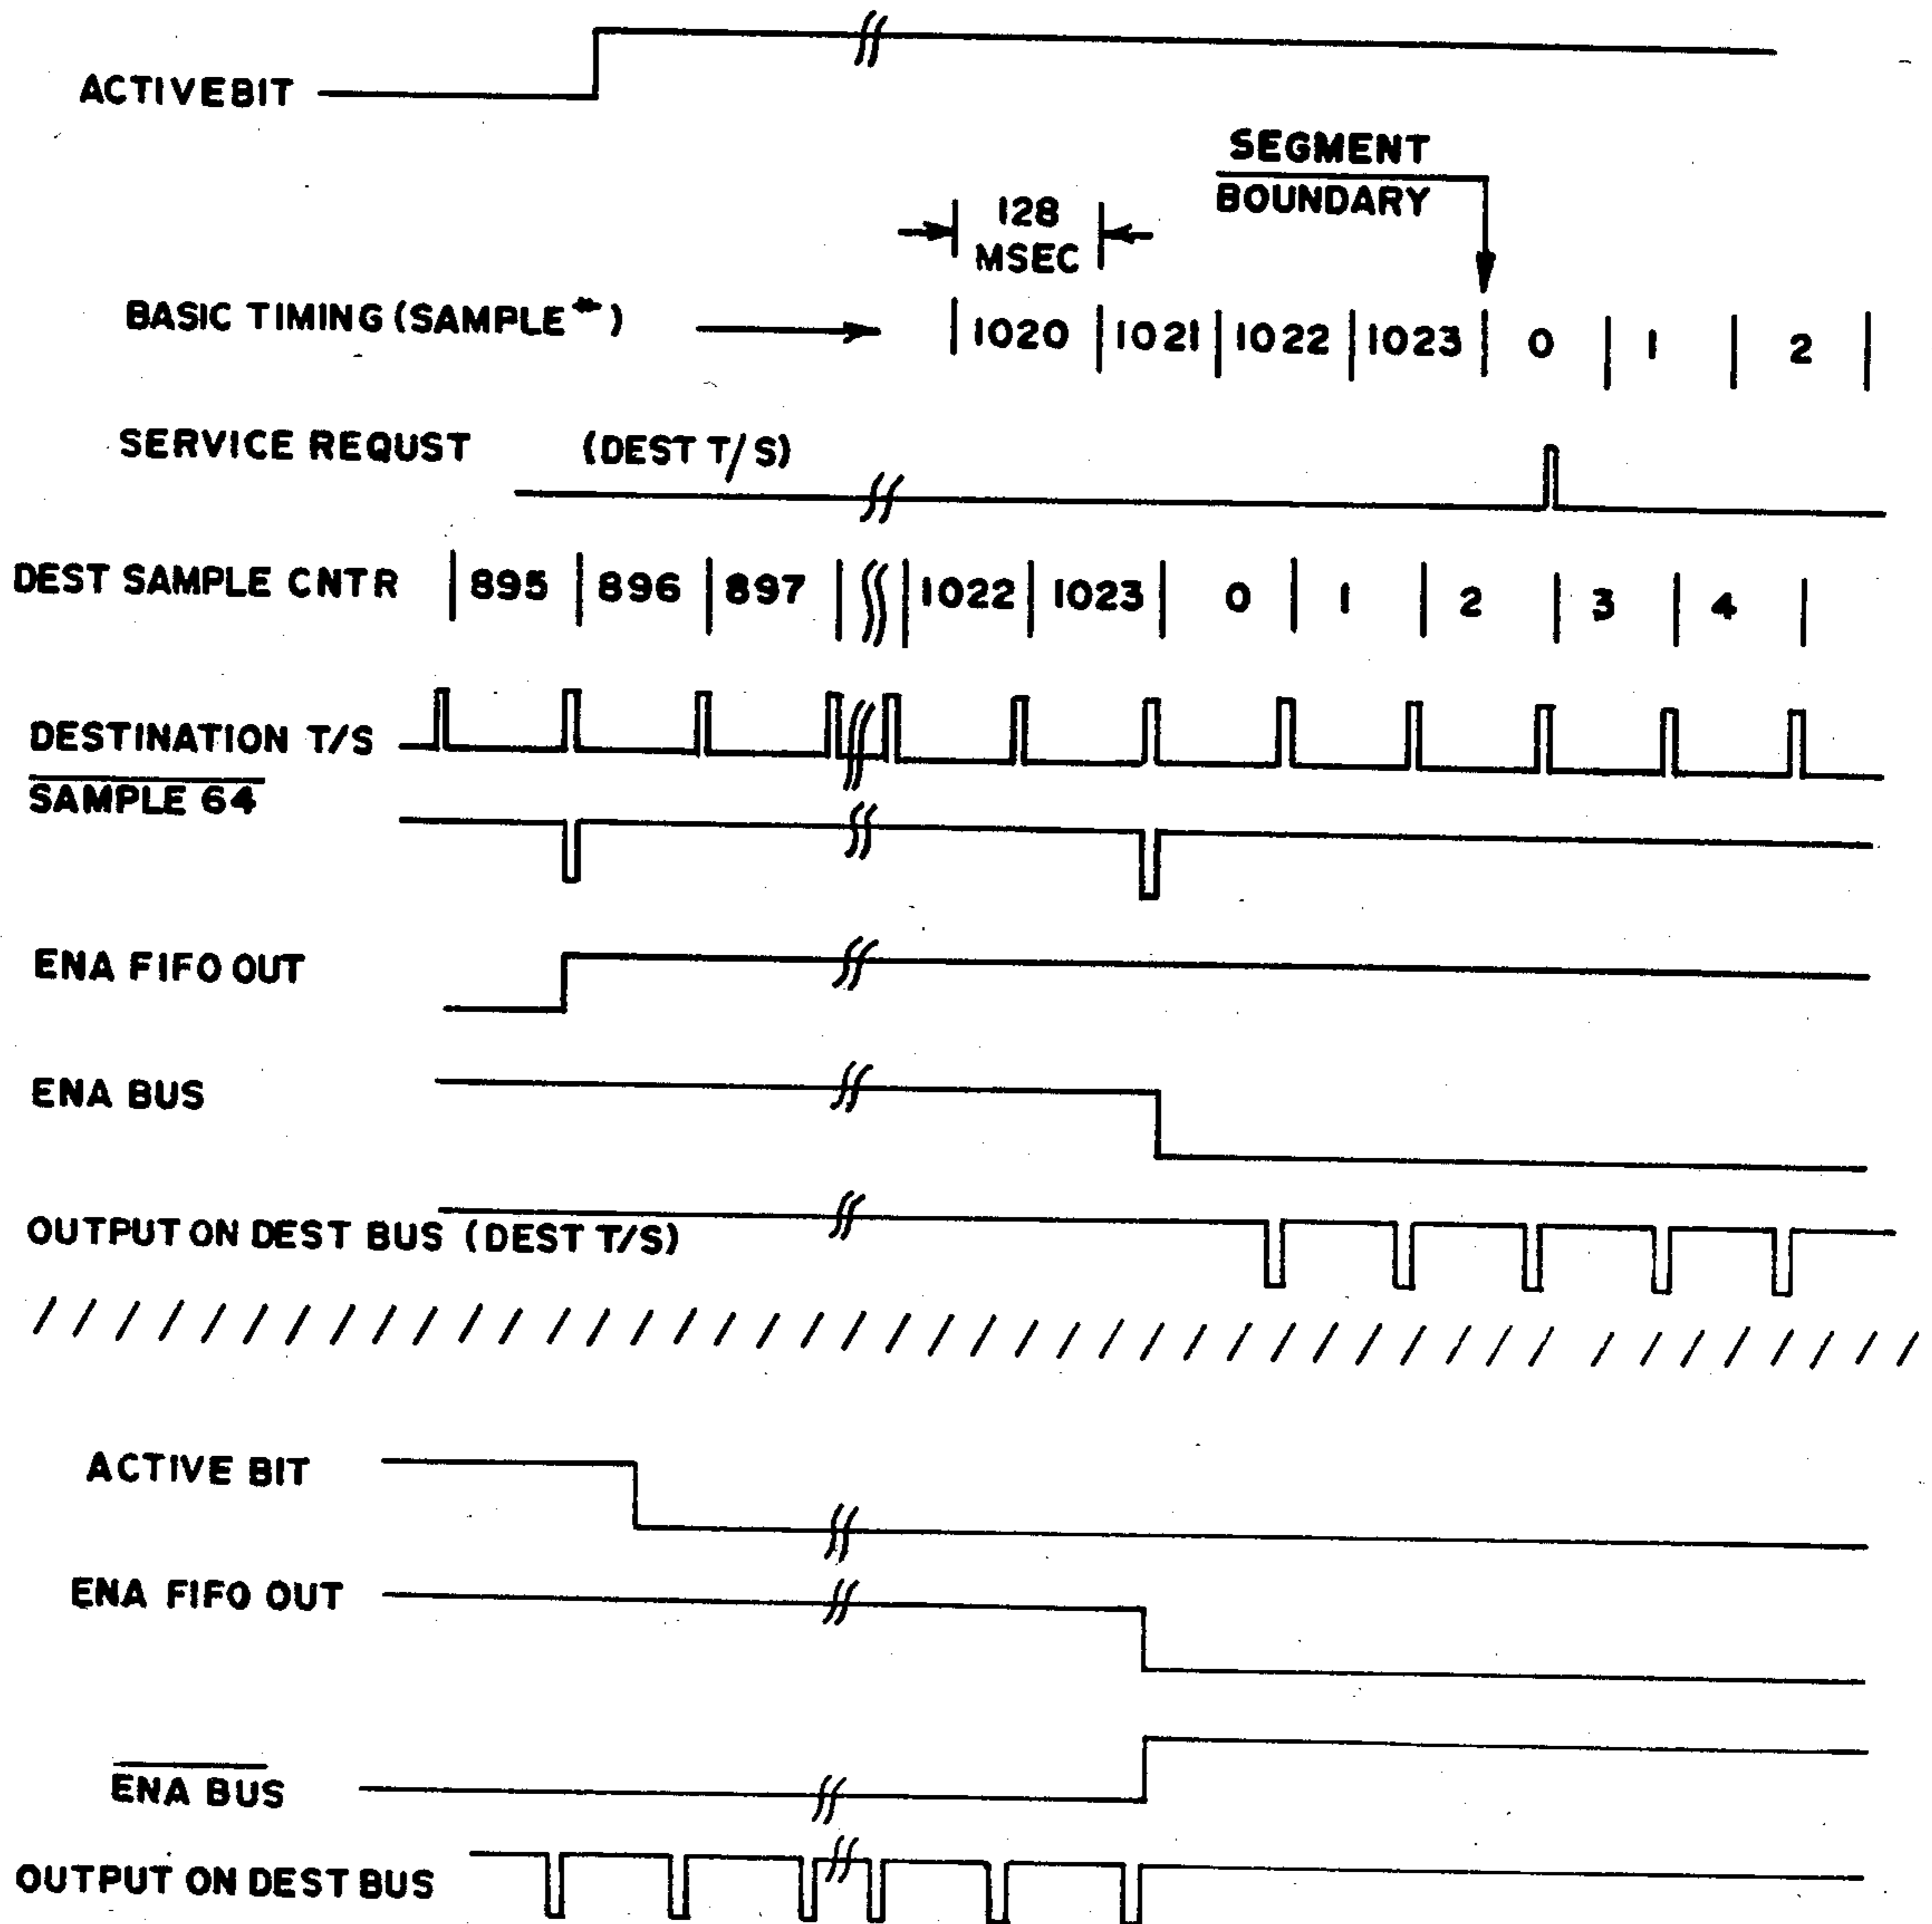 ACTIVEBIT
SEGMENT
BOUNDARY
128
MSEC
BASIC TIMING (SAMPLE*)
1020 1021 1022 1023 0 1 2
SERVICE REQUST (DEST T/S)
DEST SAMPLE CNTR 895 896 897 1022 1023 0 1 2 3 4
DESTINATION T/S
SAMPLE 64
ENA FIFO OUT
ENA BUS
OUTPUT ON DEST BUS (DEST T/S)
ACTIVE BIT
ENA FIFO OUT
ENA BUS
OUTPUT ON DEST BUS